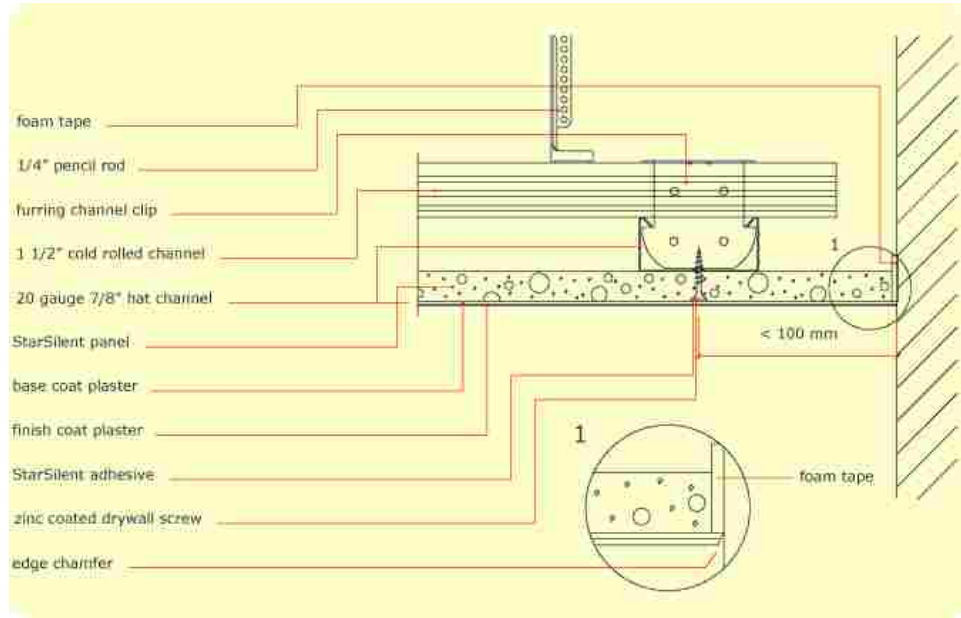 foam tape
1/4" pencil rod
furring channel clip
1 1/2" cold rolled channel
20 gauge 7/8" hat channel
StarSilent panel
base coat plaster
finish coat plaster
StarSilent adhesive
zinc coated drywall screw
edge chamfer
1
< 100 mm
1
foam tape